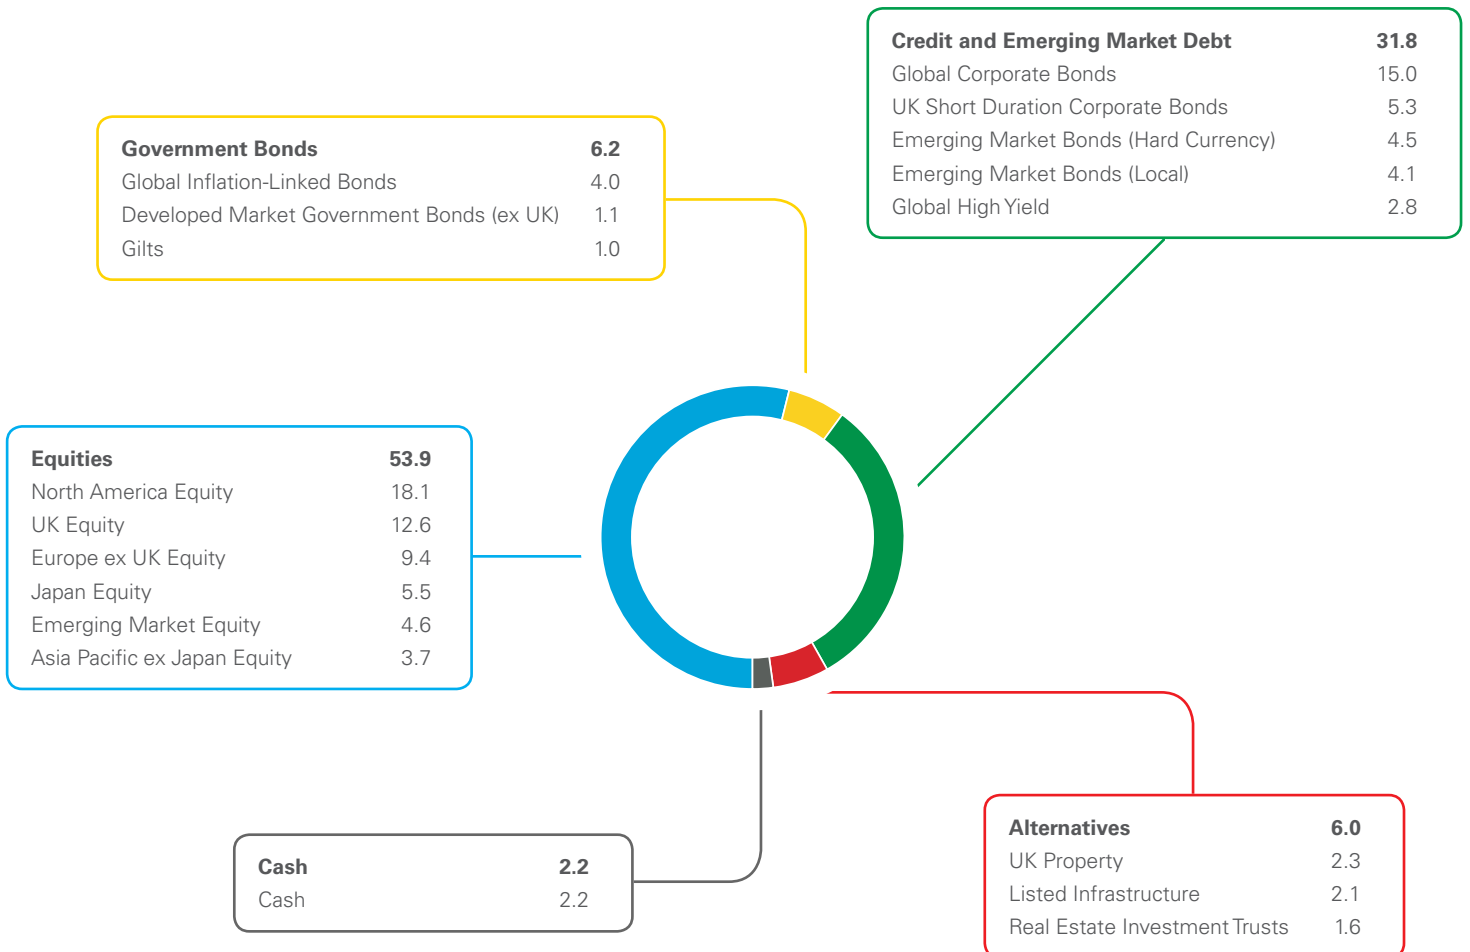 Credit and Emerging Market Debt 31.8
Global Corporate Bonds 15.0
UK Short Duration Corporate Bonds 5.3
Emerging Market Bonds (Hard Currency) 4.5
Emerging Market Bonds (Local) 4.1
Global High Yield 2.8
Government Bonds 6.2
Global Inflation-Linked Bonds 4.0
Developed Market Government Bonds (ex UK) 1.1
Gilts 1.0
Equities 53.9
North America Equity 18.1
UK Equity 12.6
Europe ex UK Equity 9.4
Japan Equity 5.5
Emerging Market Equity 4.6
Asia Pacific ex Japan Equity 3.7
Cash 2.2
Cash 2.2
Alternatives 6.0
UK Property 2.3
Listed Infrastructure 2.1
Real Estate Investment Trusts 1.6